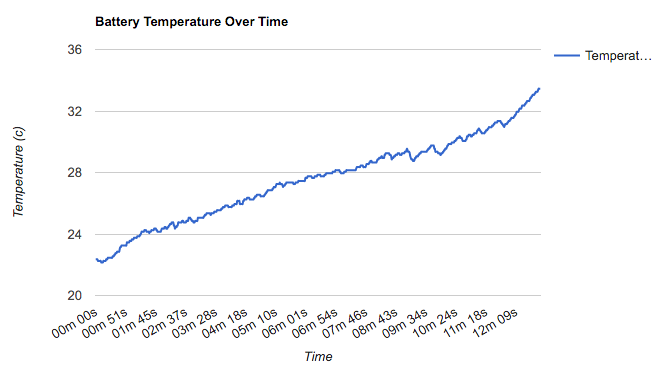 Battery Temperature Over Time
36
Temperat...
32
28
24
20
Temperature (c)
00m 00s
00m 51s
01m 45s
02m 37s
03m 28s
04m 18s
05m 10s
06m 01s
06m 54s
07m 46s
08m 43s
09m 34s
10m 24s
11m 18s
12m 09s
Time